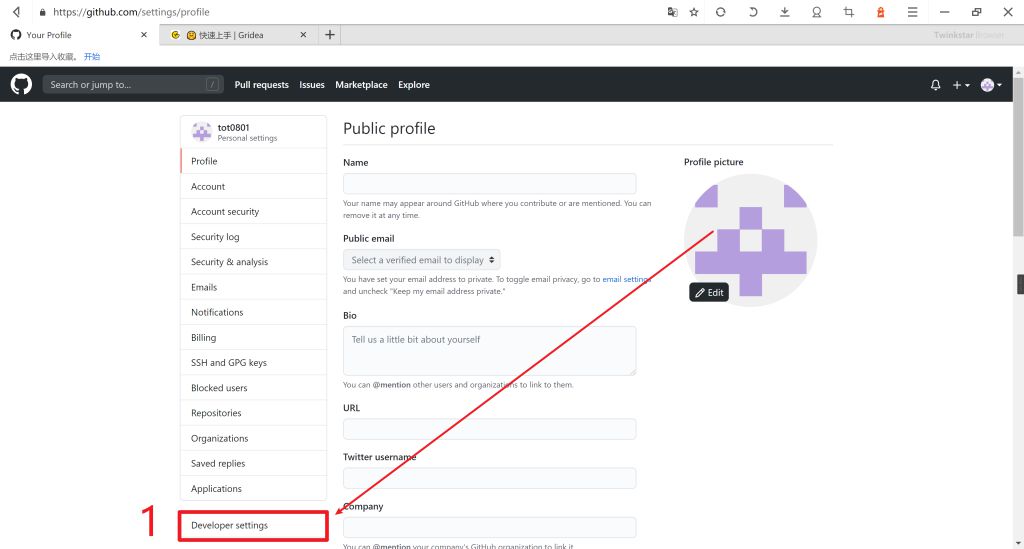 https://github.com/settings/profile
Your Profile
快速上手 | Gridea
Twinkstar Browser
点击这里导入收藏。 开始
Search or jump to... /
Pull requests
Issues
Marketplace
Explore
tot0801
Personal settings
Profile
Account
Account security
Security log
Security & analysis
Emails
Notifications
Billing
SSH and GPG keys
Blocked users
Repositories
Organizations
Saved replies
Applications
1
Developer settings
Public profile
Name
Your name may appear around GitHub where you contribute or are mentioned. You can
remove it at any time.
Public email
Select a verified email to display
You have set your email address to private. To toggle email privacy, go to email settings
and uncheck "Keep my email address private."
Bio
Tell us a little bit about yourself
You can @mention other users and organizations to link to them.
URL
Twitter username
Company
You can @mention your company's GitHub organization to link it.
Profile picture
Edit